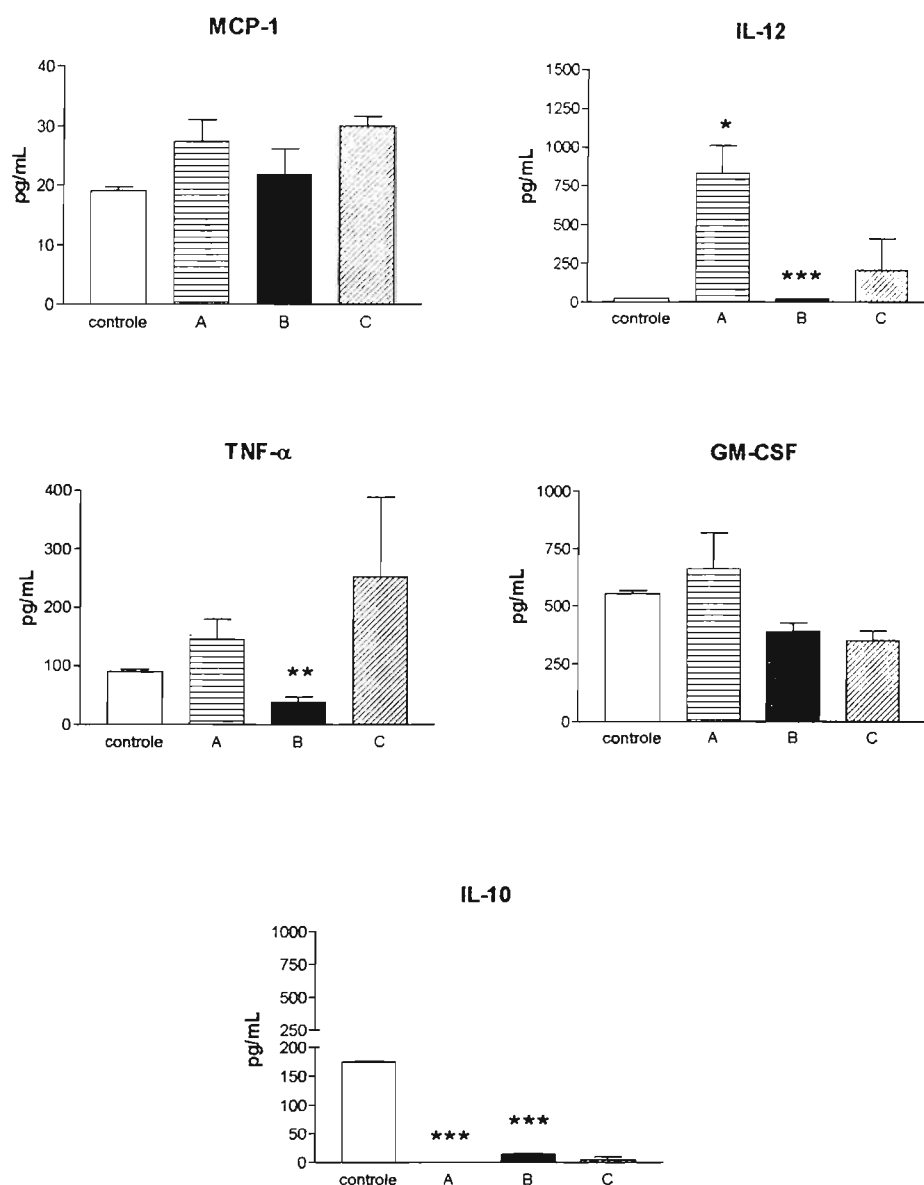 MCP-1
40
30
20
10
0
pg/mL
controle A B C
IL-12
1500
1250
1000
750
500
250
0
pg/mL
*
***
controle A B C
TNF-α
400
300
200
100
0
pg/mL
**
controle A B C
GM-CSF
1000
750
500
250
0
pg/mL
controle A B C
IL-10
1000
750
500
250
200
150
100
50
0
pg/mL
***
***
controle A B C